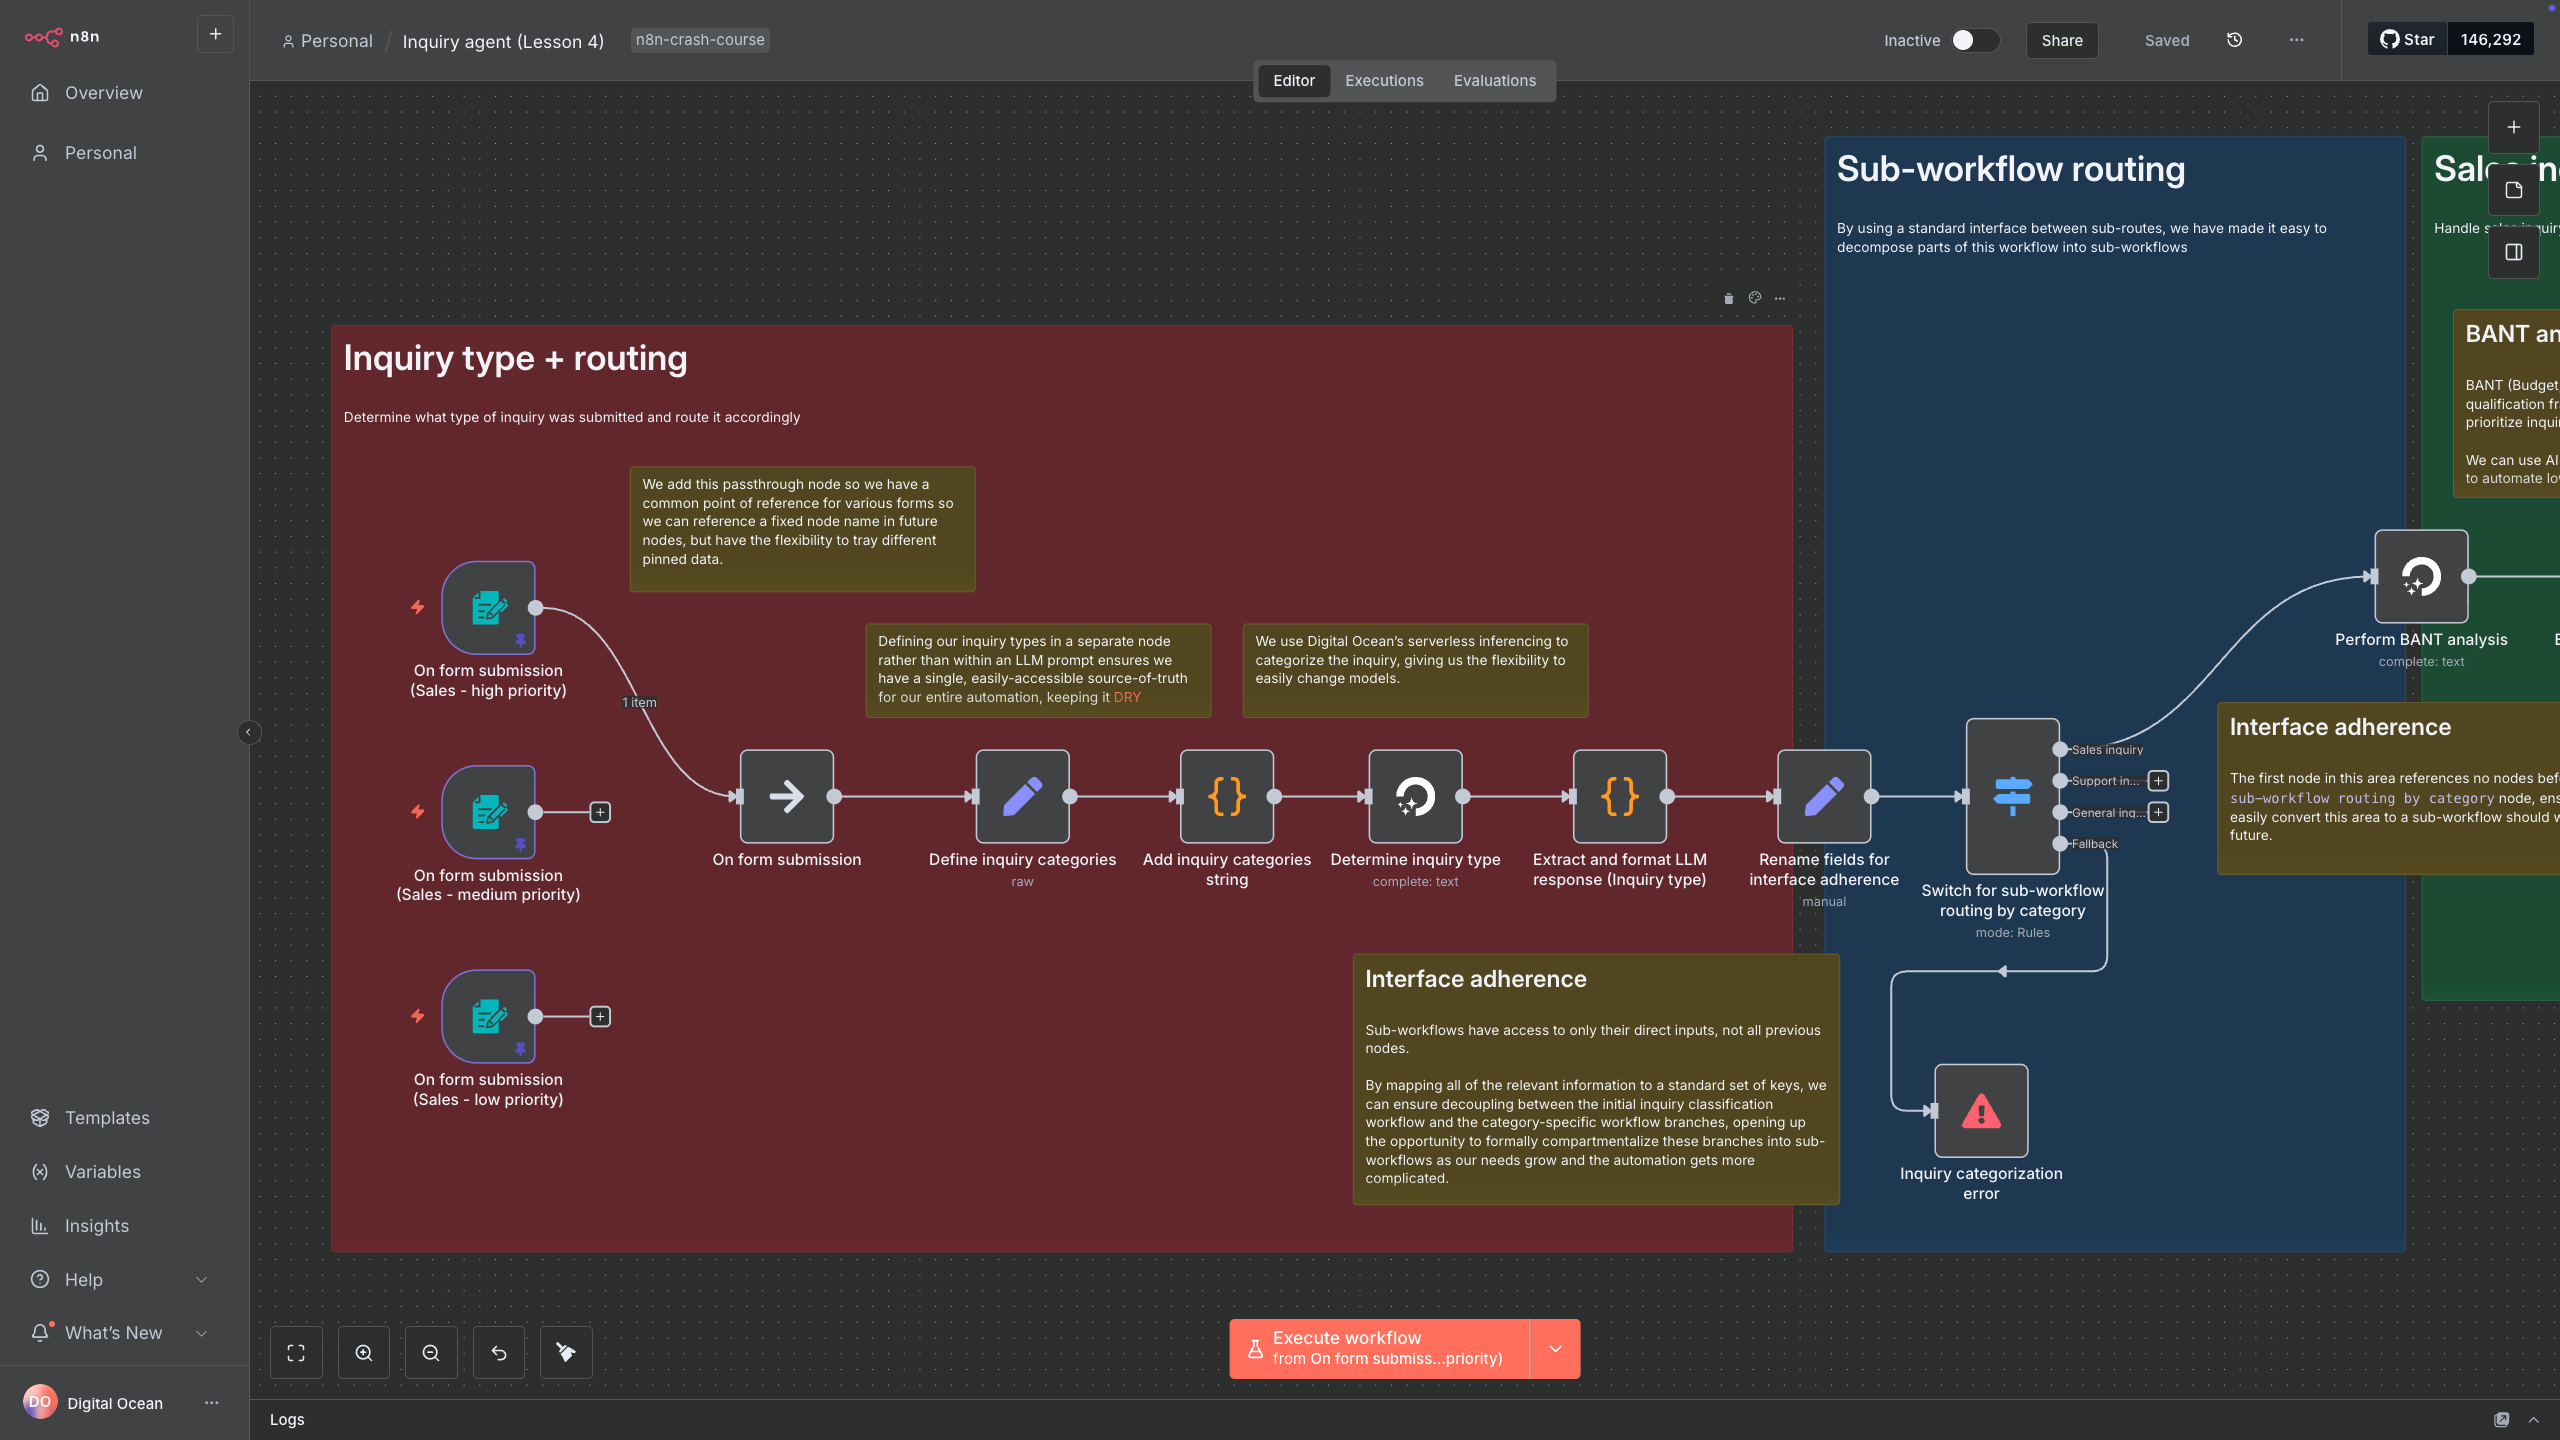 n8n
Overview
Personal
Templates
Variables
Insights
Help
What's New
DO
Digital Ocean
Personal / Inquiry agent (Lesson 4)
n8n-crash-course
Inactive
Share
Saved
Star
146,292
Editor
Executions
Evaluations
Inquiry type + routing
Determine what type of inquiry was submitted and route it accordingly
We add this passthrough node so we have a
common point of reference for various forms so
we can reference a fixed node name in future
nodes, but have the flexibility to tray different
pinned data.
Defining our inquiry types in a separate node
rather than within an LLM prompt ensures we
have a single, easily-accessible source-of-truth
for our entire automation, keeping it DRY
We use Digital Ocean's serverless inferencing to
categorize the inquiry, giving us the flexibility to
easily change models.
On form submission
(Sales - high priority)
1 item
On form submission
(Sales - medium priority)
On form submission
(Sales - low priority)
On form submission
Define inquiry categories
raw
Add inquiry categories
string
Determine inquiry type
complete: text
Extract and format LLM
response (Inquiry type)
Rename fields for
interface adherence
manual
Interface adherence
Sub-workflows have access to only their direct inputs, not all previous
nodes.
By mapping all of the relevant information to a standard set of keys, we
can ensure decoupling between the initial inquiry classification
workflow and the category-specific workflow branches, opening up
the opportunity to formally compartmentalize these branches into sub-
workflows as our needs grow and the automation gets more
complicated.
Sub-workflow routing
By using a standard interface between sub-routes, we have made it easy to
decompose parts of this workflow into sub-workflows
Sales inquiry
Support in...
General inq...
Fallback
Switch for sub-workflow
routing by category
mode: Rules
Inquiry categorization
error
Handle sales inquiry
BANT an
BANT (Budget
qualification fr
prioritize inqui
We can use AI
to automate lo
Perform BANT analysis
complete: text
Interface adherence
The first node in this area references no nodes bef
sub-workflow routing by category node, ens
easily convert this area to a sub-workflow should w
future.
Execute workflow
from On form submiss...priority)
Logs